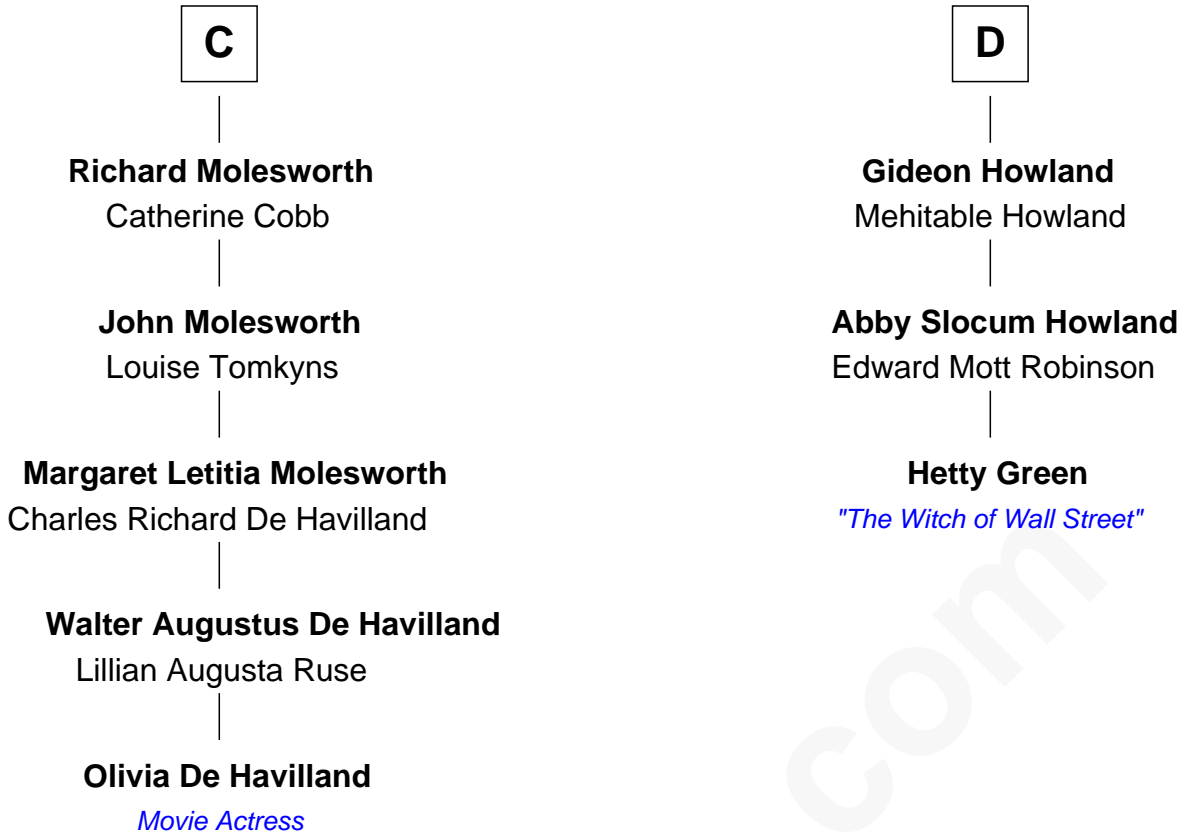 C
Richard Molesworth
Catherine Cobb
John Molesworth
Louise Tomkyns
Margaret Letitia Molesworth
Charles Richard De Havilland
Walter Augustus De Havilland
Lillian Augusta Ruse
Olivia De Havilland
Movie Actress
D
Gideon Howland
Mehitable Howland
Abby Slocum Howland
Edward Mott Robinson
Hetty Green
"The Witch of Wall Street"
com